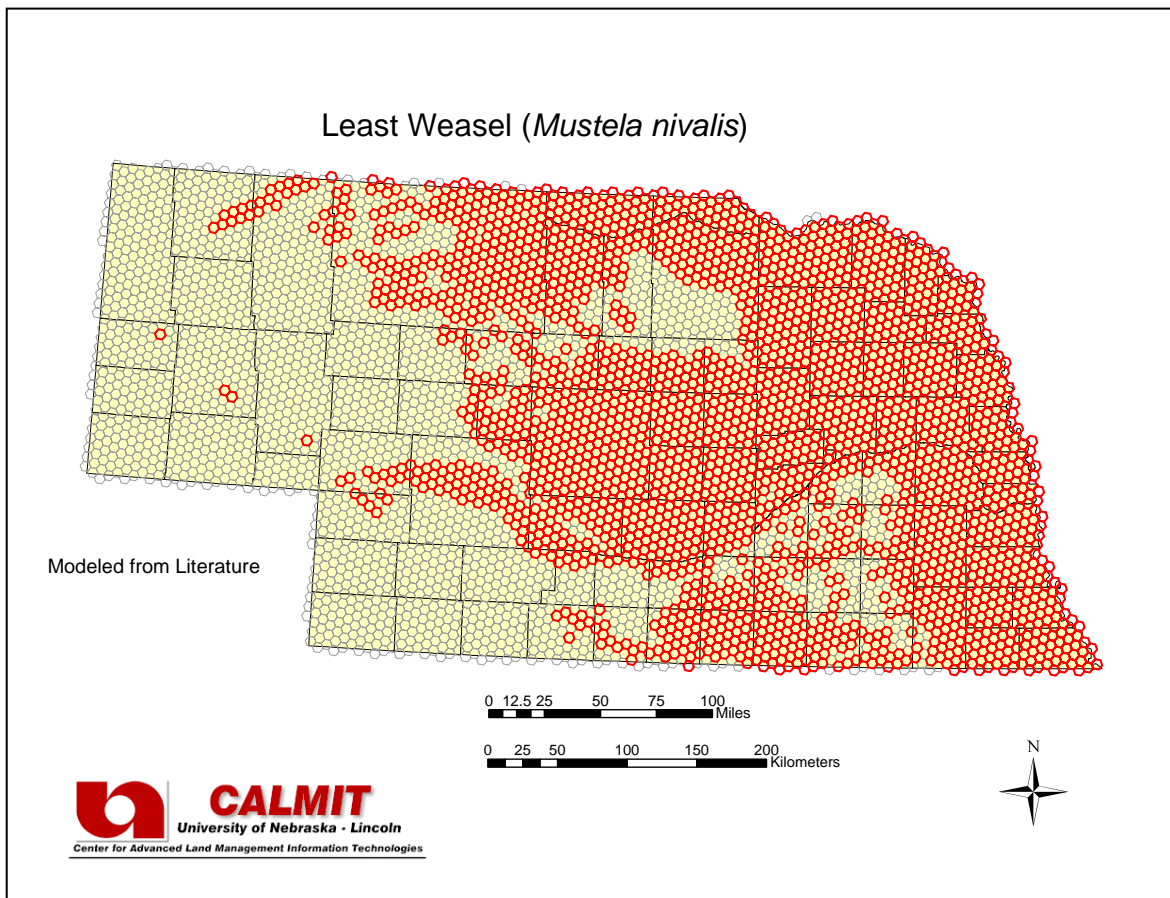 Least Weasel (Mustela nivalis)
Modeled from Literature
0 12.5 25 50 75 100
Miles
0 25 50 100 150 200
Kilometers
N
CALMIT
University of Nebraska - Lincoln
Center for Advanced Land Management Information Technologies